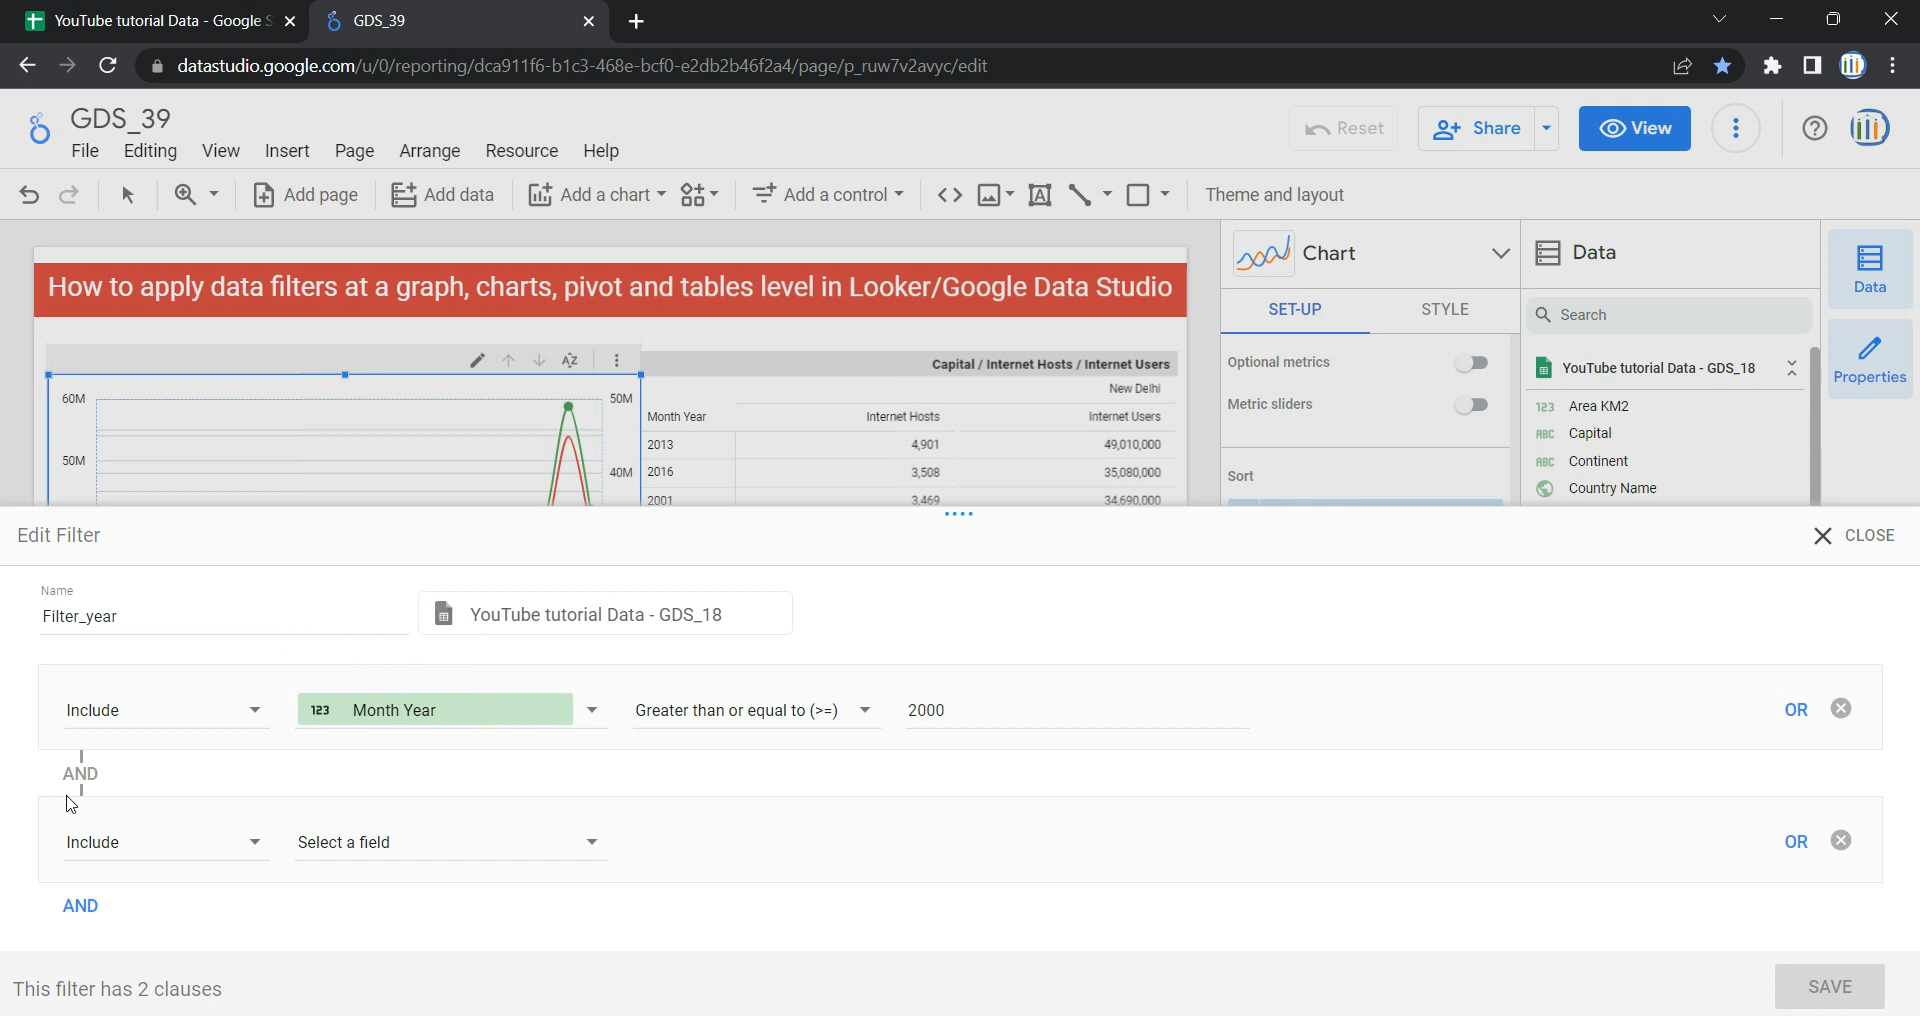 YouTube tutorial Data - Google S
GDS_39
datastudio.google.com/u/0/reporting/dca911f6-b1c3-468e-bcf0-e2db2b46f2a4/page/p_ruw7v2avyc/edit
GDS_39
File Editing View Insert Page Arrange Resource Help
Reset Share View
Add page Add data Add a chart Add a control Theme and layout
How to apply data filters at a graph, charts, pivot and tables level in Looker/Google Data Studio
Chart
SET-UP STYLE
Optional metrics
Metric sliders
Sort
Data
Search
YouTube tutorial Data - GDS_18
123 Area KM2
ABC Capital
ABC Continent
Country Name
Data
Properties
60M
50M
50M
40M
Capital / Internet Hosts / Internet Users
New Delhi
Month Year Internet Hosts Internet Users
2013 4,901 49,010,000
2016 3,508 35,080,000
2001 3,469 34,690,000
Edit Filter
CLOSE
Name
Filter_year
YouTube tutorial Data - GDS_18
Include 123 Month Year Greater than or equal to (>=) 2000 OR
AND
Include Select a field OR
AND
This filter has 2 clauses
SAVE